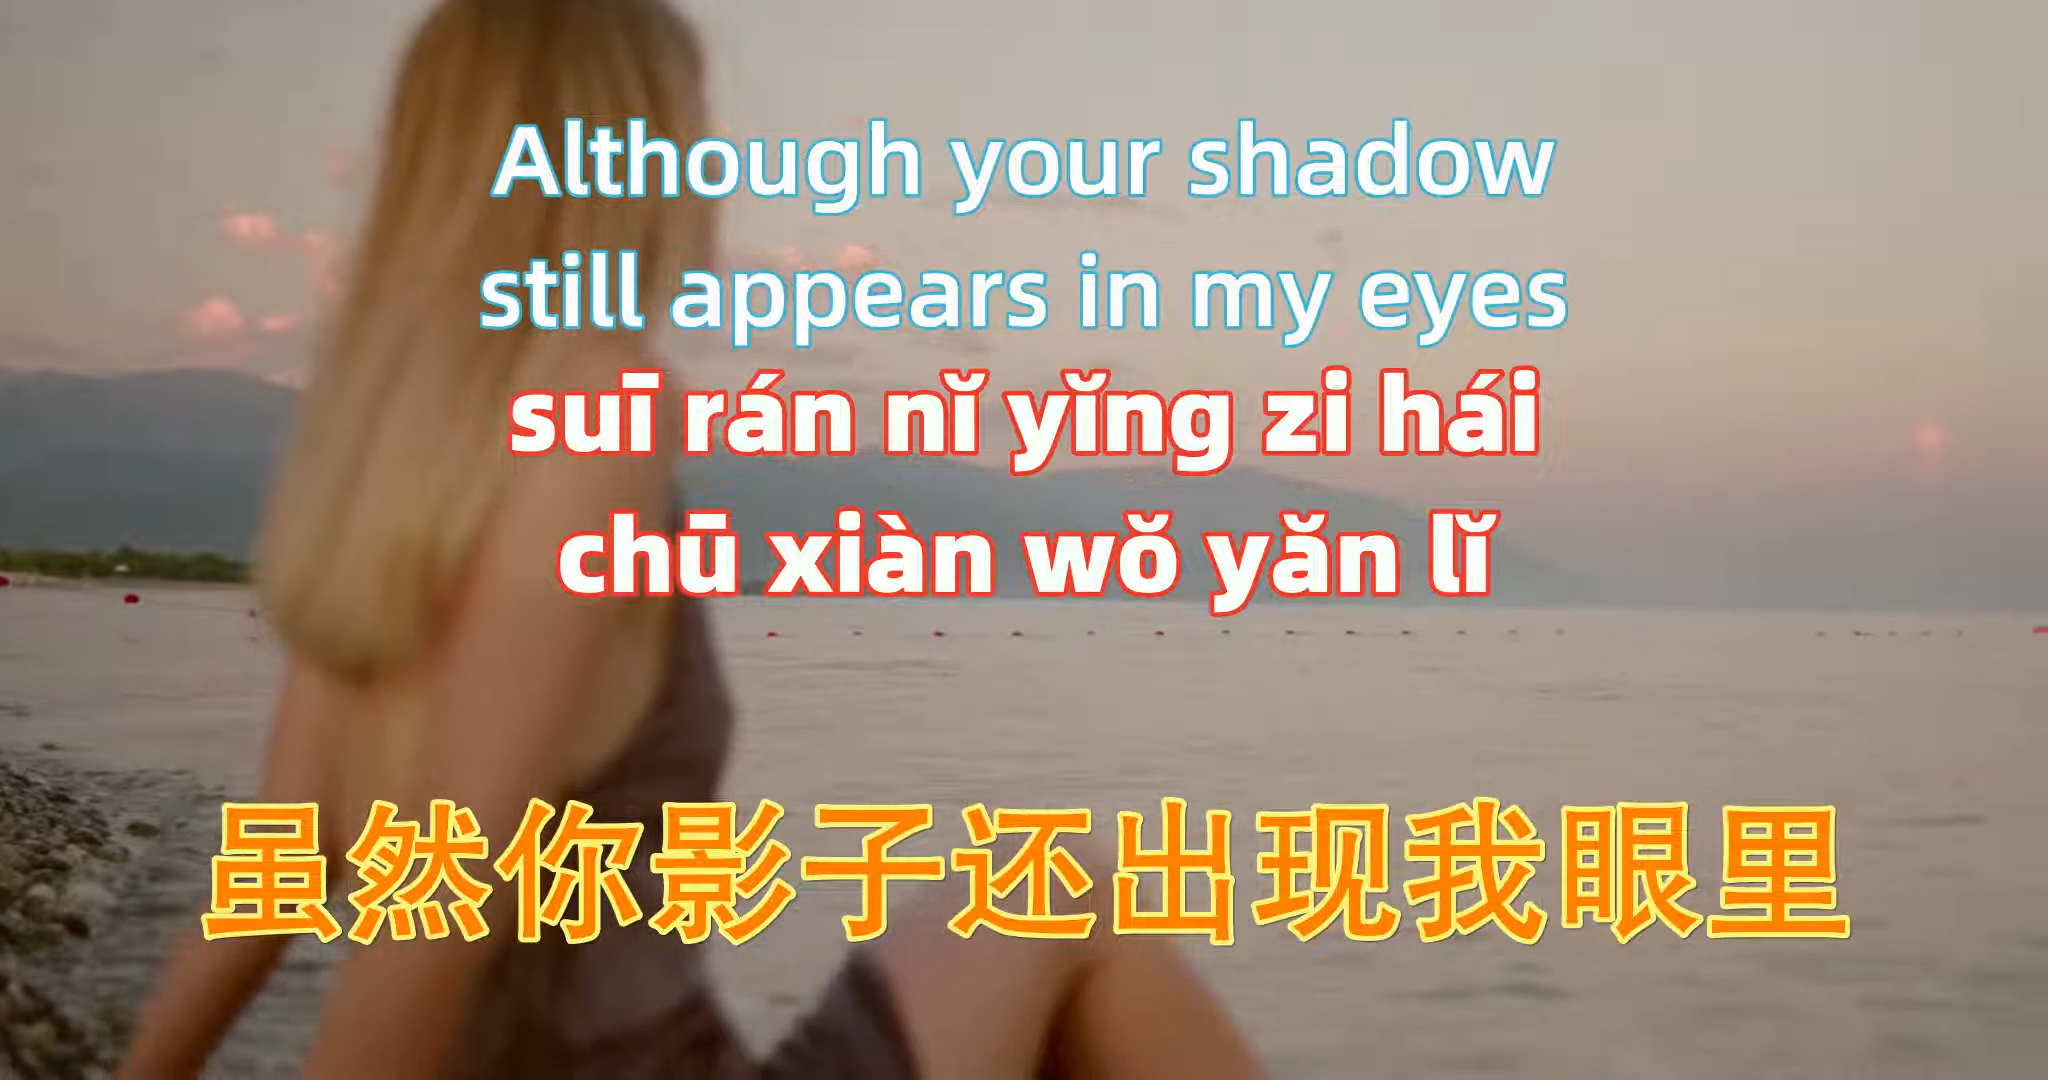 Although your shadow
still appears in my eyes
suī rán nǐ yǐng zi hái
chū xiàn wǒ yǎn lǐ
虽然你影子还出现我眼里